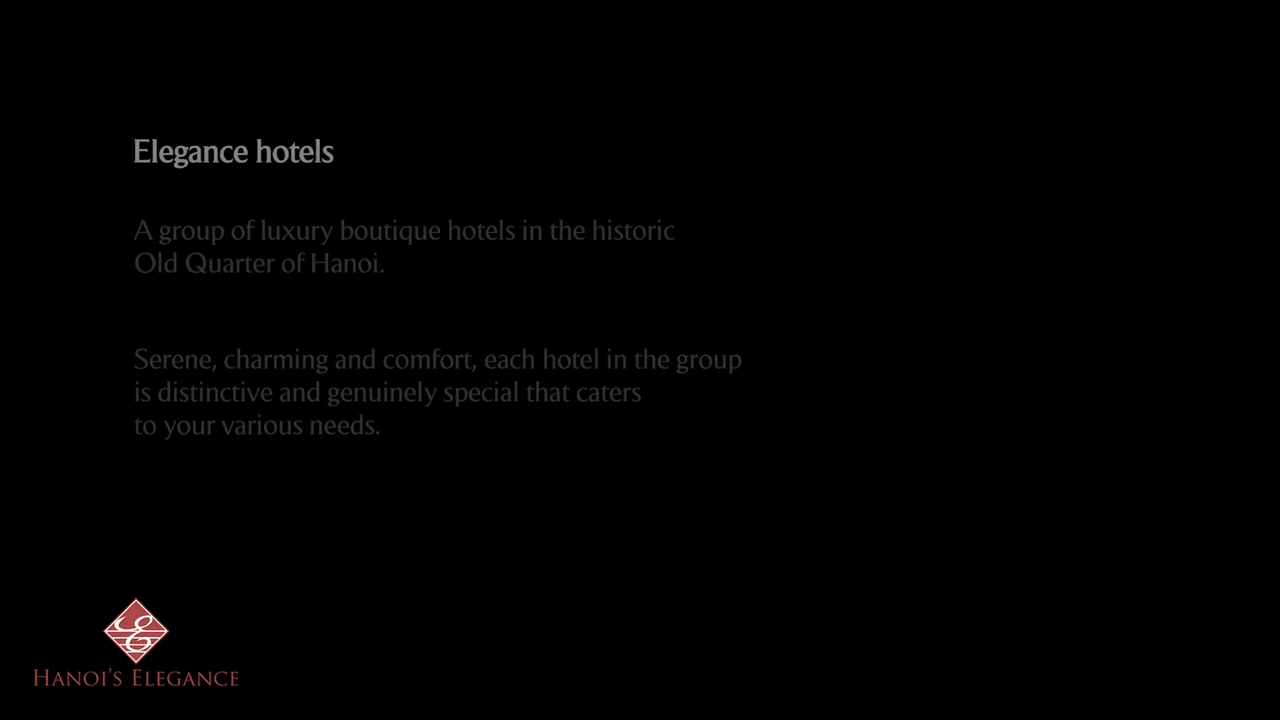 Elegance hotels
A group of luxury boutique hotels in the historic
Old Quarter of Hanoi.
Serene, charming and comfort, each hotel in the group
is distinctive and genuinely special that caters
to your various needs.
HANOI'S ELEGANCE